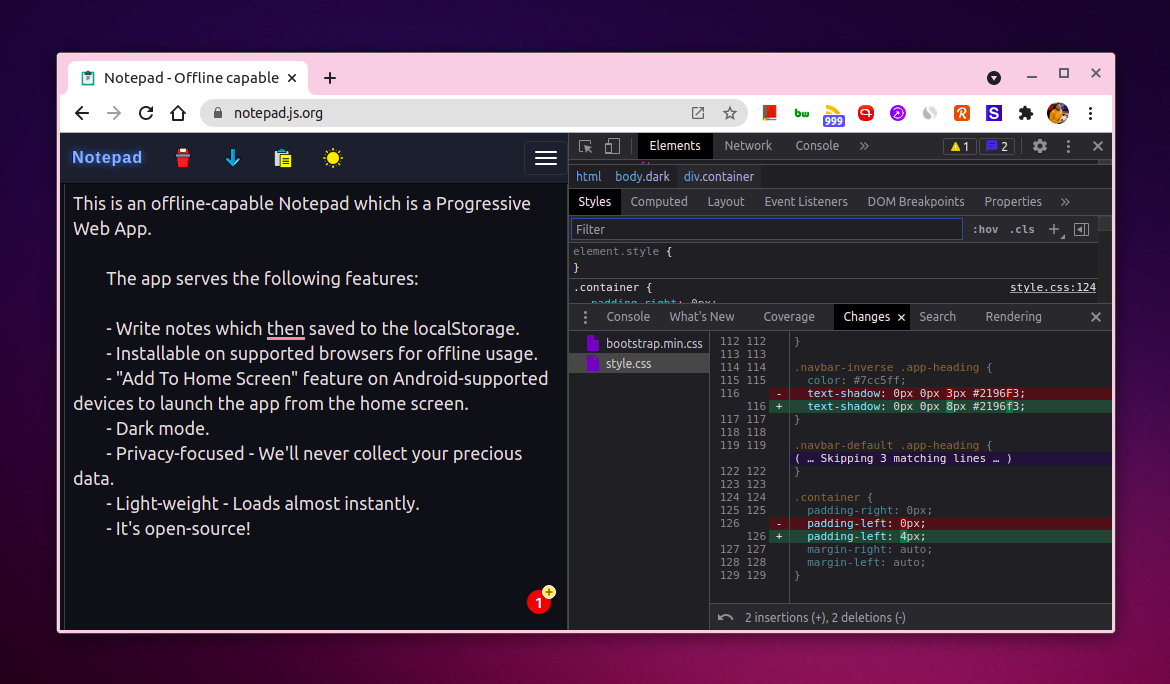 Notepad - Offline capable
notepad.js.org
999
Notepad
This is an offline-capable Notepad which is a Progressive
Web App.
The app serves the following features:
- Write notes which then saved to the localStorage.
- Installable on supported browsers for offline usage.
- "Add To Home Screen" feature on Android-supported
devices to launch the app from the home screen.
- Dark mode.
- Privacy-focused - We'll never collect your precious
data.
- Light-weight - Loads almost instantly.
- It's open-source!
1
Elements Network Console » 1 2
html body.dark div.container
Styles Computed Layout Event Listeners DOM Breakpoints Properties »
Filter :hov .cls +
element.style {
}
.container { style.css:124
padding-right: 0px;
Console What's New Coverage Changes Search Rendering
bootstrap.min.css
style.css
112 112 }
113 113
114 114 .navbar-inverse .app-heading {
115 115 color: #7cc5ff;
116 - text-shadow: 0px 0px 3px #2196F3;
116 + text-shadow: 0px 0px 8px #2196f3;
117 117 }
118 118
119 119 .navbar-default .app-heading {
( … Skipping 3 matching lines … )
122 122 }
123 123
124 124 .container {
125 125 padding-right: 0px;
126 - padding-left: 0px;
126 + padding-left: 4px;
127 127 margin-right: auto;
128 128 margin-left: auto;
129 129 }
2 insertions (+), 2 deletions (-)